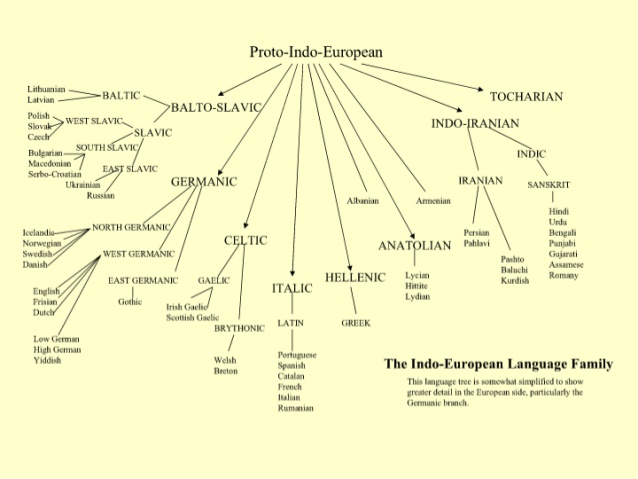 Proto-Indo-European
Lithuanian
Latvian
BALTIC
BALTO-SLAVIC
TOCHARIAN
Polish
Slovak
Czech
WEST SLAVIC
SLAVIC
INDO-IRANIAN
Bulgarian
Macedonian
Serbo-Croatian
SOUTH SLAVIC
EAST SLAVIC
Ukrainian
Russian
INDIC
GERMANIC
IRANIAN
SANSKRIT
Albanian
Armenian
Hindi
Urdu
Bengali
Punjabi
Gujarati
Assamese
Romany
Icelandic
Norwegian
Swedish
Danish
NORTH GERMANIC
WEST GERMANIC
CELTIC
ANATOLIAN
Persian
Pahlavi
Pashto
Baluchi
Kurdish
Lycian
Hittite
Lydian
English
Frisian
Dutch
EAST GERMANIC
Gothic
GAELIC
Irish Gaelic
Scottish Gaelic
ITALIC
HELLENIC
BRYTHONIC
LATIN
GREEK
Low German
High German
Yiddish
Welsh
Breton
Portuguese
Spanish
Catalan
French
Italian
Rumanian
The Indo-European Language Family
This language tree is somewhat simplified to show
greater detail in the European side, particularly the
Germanic branch.